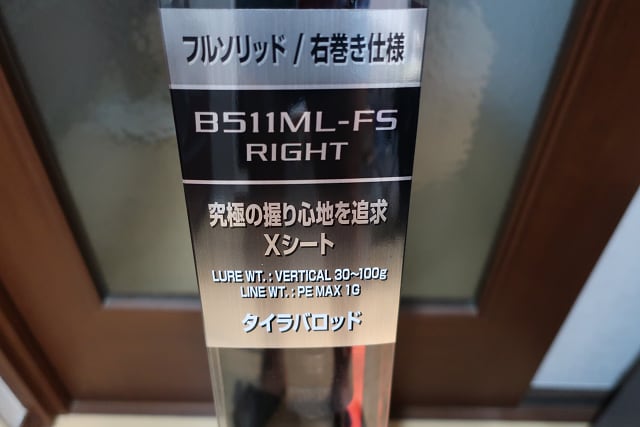 フルソリッド / 右巻き仕様
B511ML-FS
RIGHT
究極の握り心地を追求
Xシート
LURE WT. : VERTICAL 30~100g
LINE WT. : PE MAX 1G
タイラバロッド